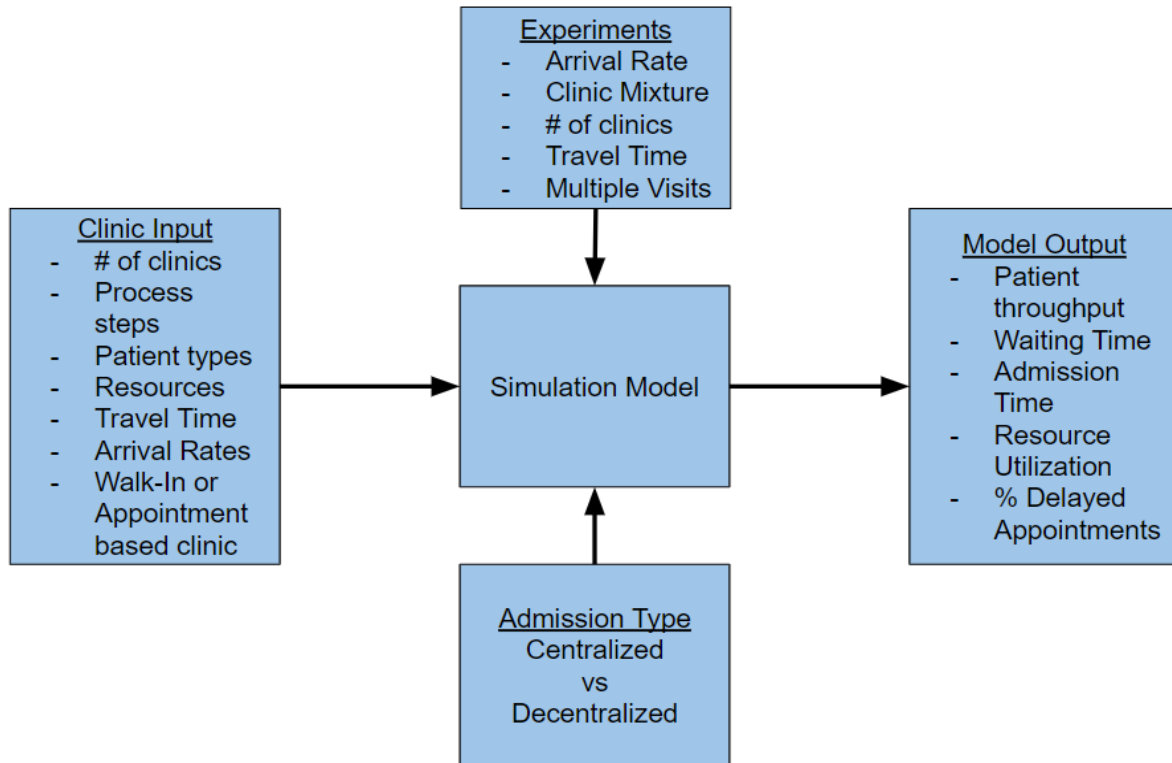 Experiments
- Arrival Rate
- Clinic Mixture
- # of clinics
- Travel Time
- Multiple Visits
Clinic Input
- # of clinics
- Process
steps
- Patient types
- Resources
- Travel Time
- Arrival Rates
- Walk-In or
Appointment
based clinic
Simulation Model
Model Output
- Patient
throughput
- Waiting Time
- Admission
Time
- Resource
Utilization
- % Delayed
Appointments
Admission Type
Centralized
vs
Decentralized